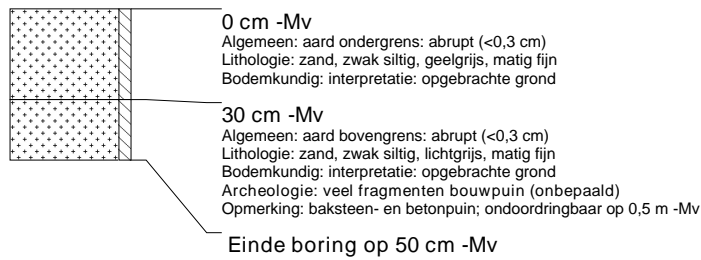 0 cm -Mv
Algemeen: aard ondergrens: abrupt (<0,3 cm)
Lithologie: zand, zwak siltig, geelgrijs, matig fijn
Bodemkundig: interpretatie: opgebrachte grond
30 cm -Mv
Algemeen: aard bovengrens: abrupt (<0,3 cm)
Lithologie: zand, zwak siltig, lichtgrijs, matig fijn
Bodemkundig: interpretatie: opgebrachte grond
Archeologie: veel fragmenten bouwpuin (onbepaald)
Opmerking: baksteen- en betonpuin; ondoordringbaar op 0,5 m -Mv
Einde boring op 50 cm -Mv